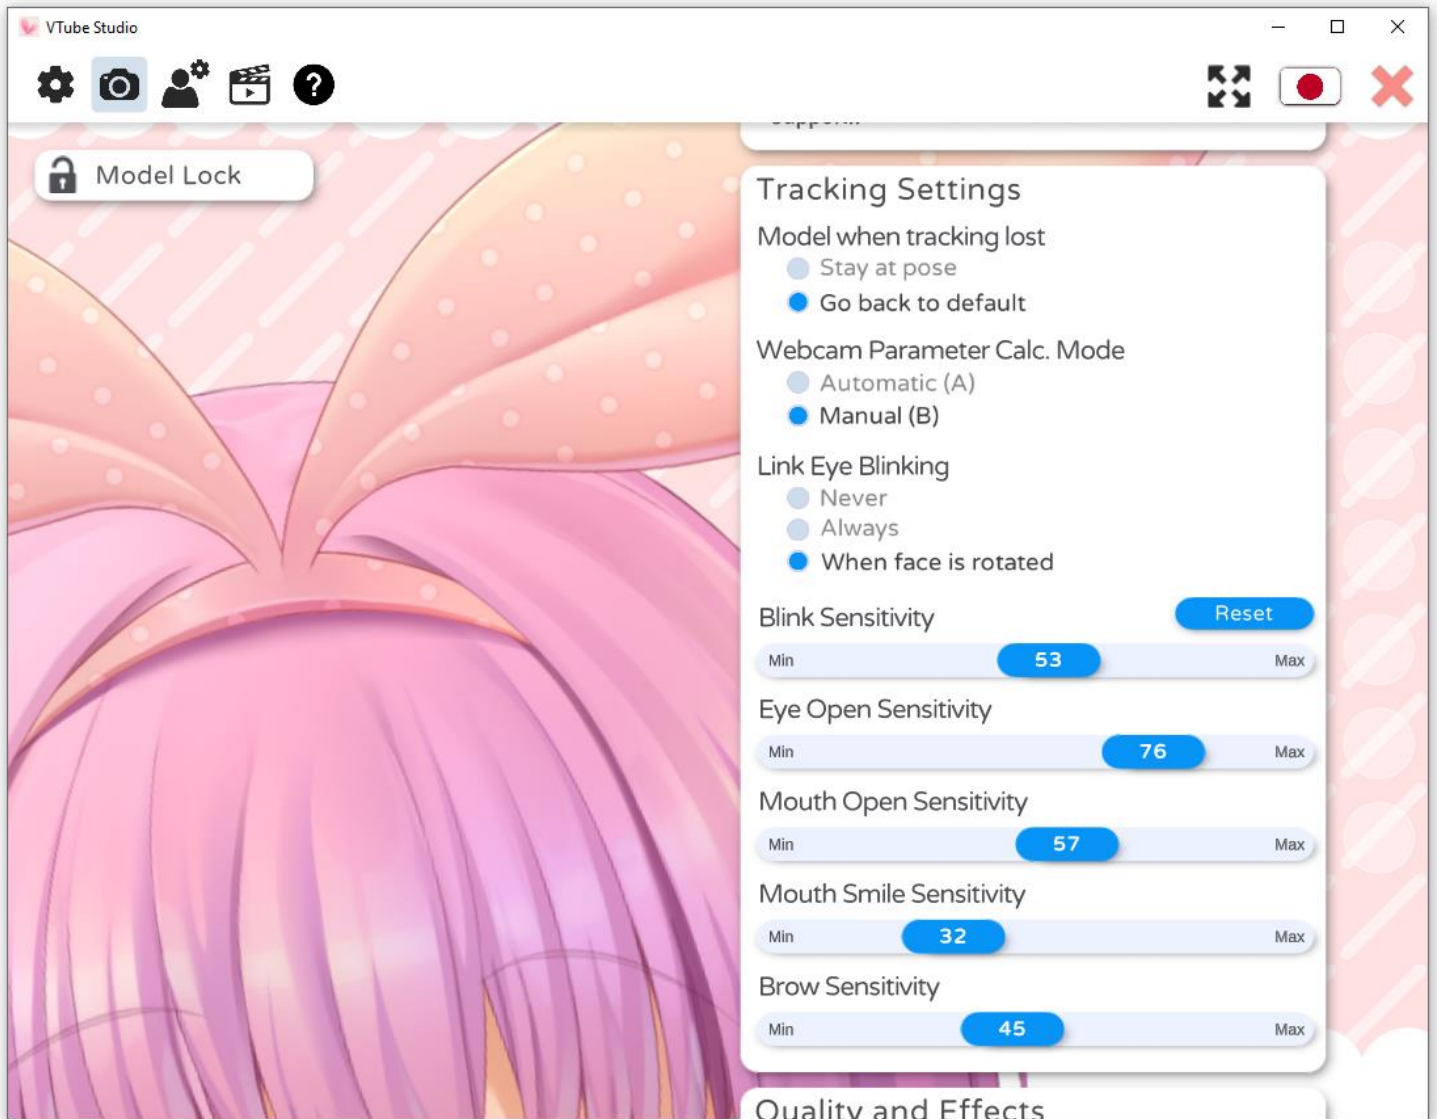 VTube Studio
?
Model Lock
Tracking Settings
Model when tracking lost
Stay at pose
Go back to default
Webcam Parameter Calc. Mode
Automatic (A)
Manual (B)
Link Eye Blinking
Never
Always
When face is rotated
Blink Sensitivity
Reset
Min 53 Max
Eye Open Sensitivity
Min 76 Max
Mouth Open Sensitivity
Min 57 Max
Mouth Smile Sensitivity
Min 32 Max
Brow Sensitivity
Min 45 Max
Quality and Effects